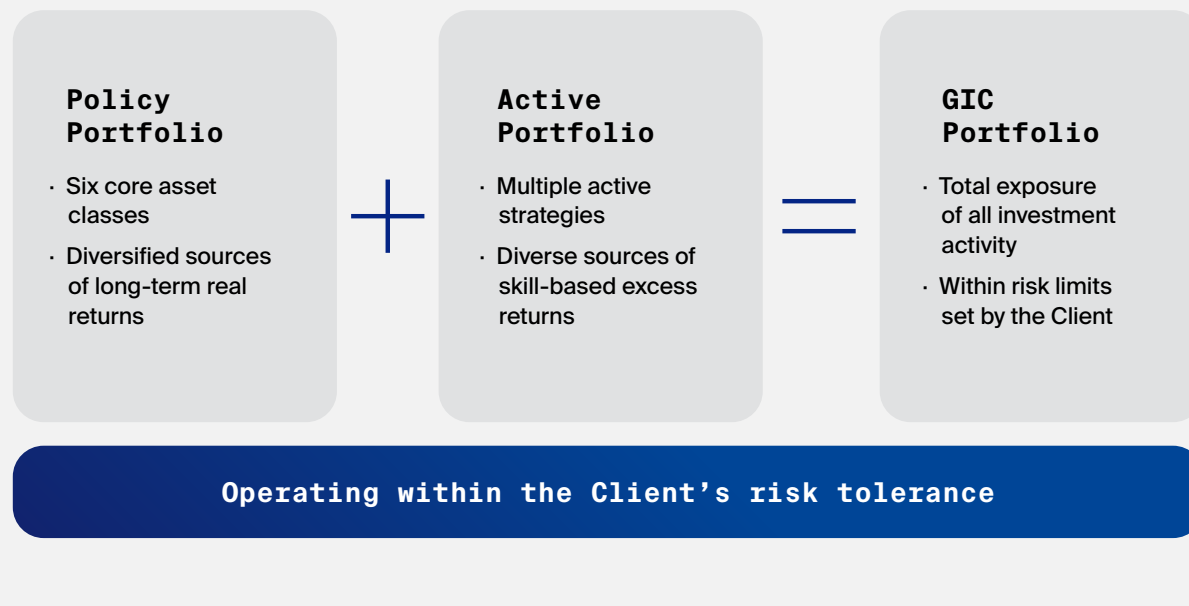 Policy
Portfolio
· Six core asset
classes
· Diversified sources
of long-term real
returns
Active
Portfolio
· Multiple active
strategies
· Diverse sources of
skill-based excess
returns
GIC
Portfolio
· Total exposure
of all investment
activity
· Within risk limits
set by the Client
Operating within the Client’s risk tolerance